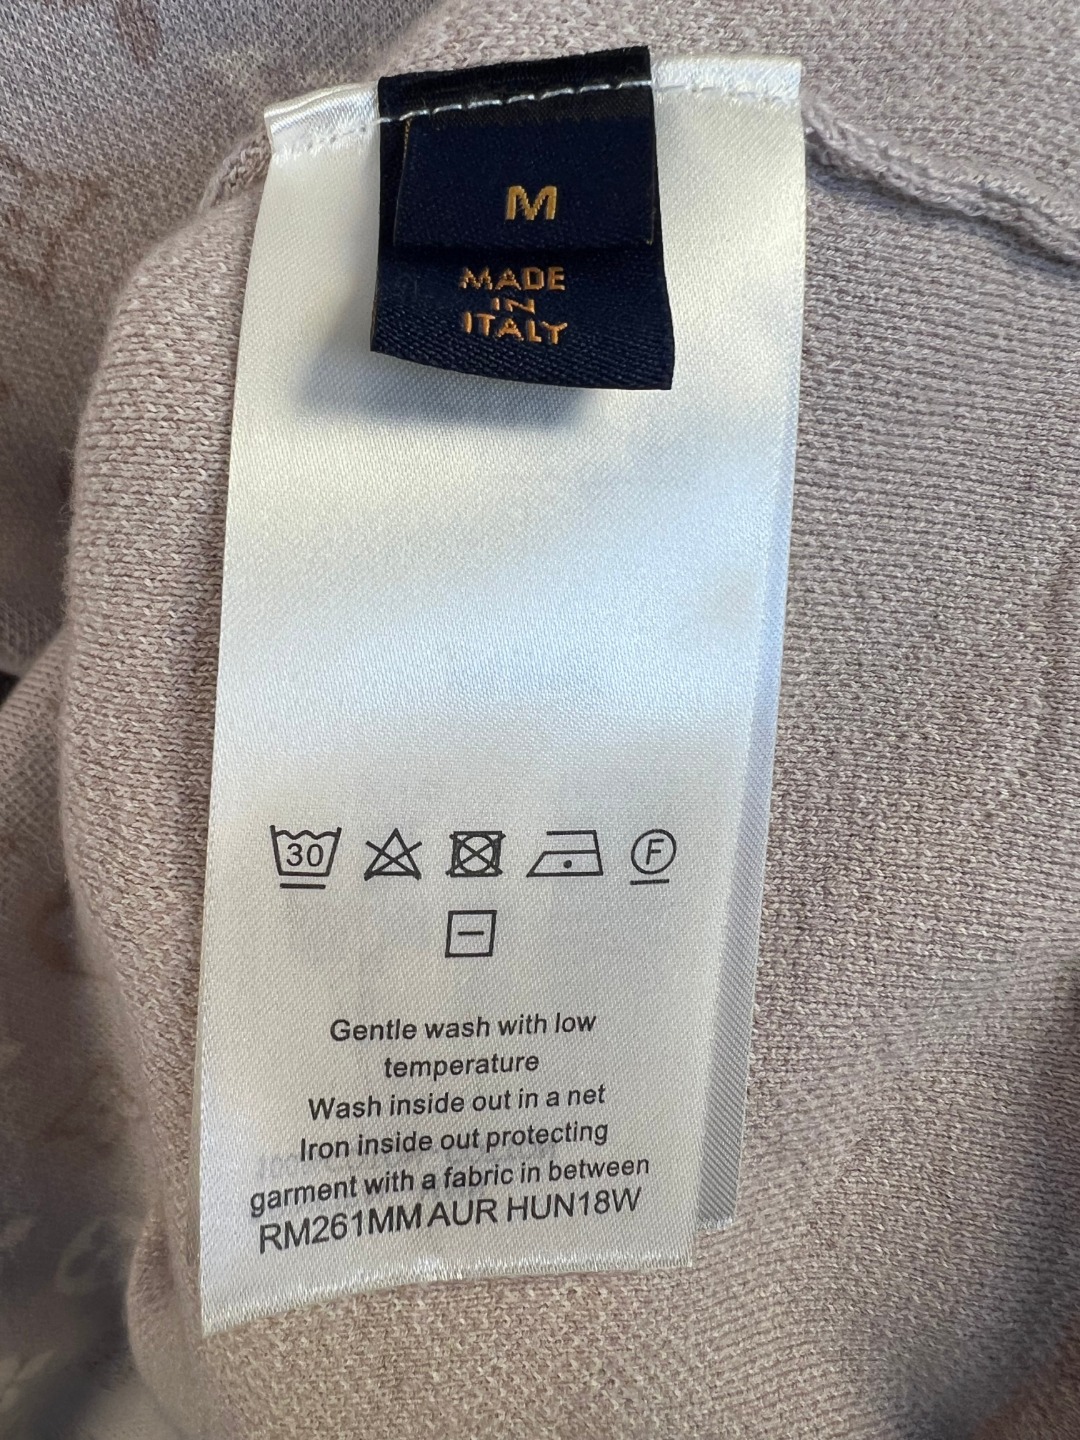 M
MADE
IN
ITALY
30
F
Gentle wash with low
temperature
Wash inside out in a net
Iron inside out protecting
garment with a fabric in between
RM261MM AUR HUN18W